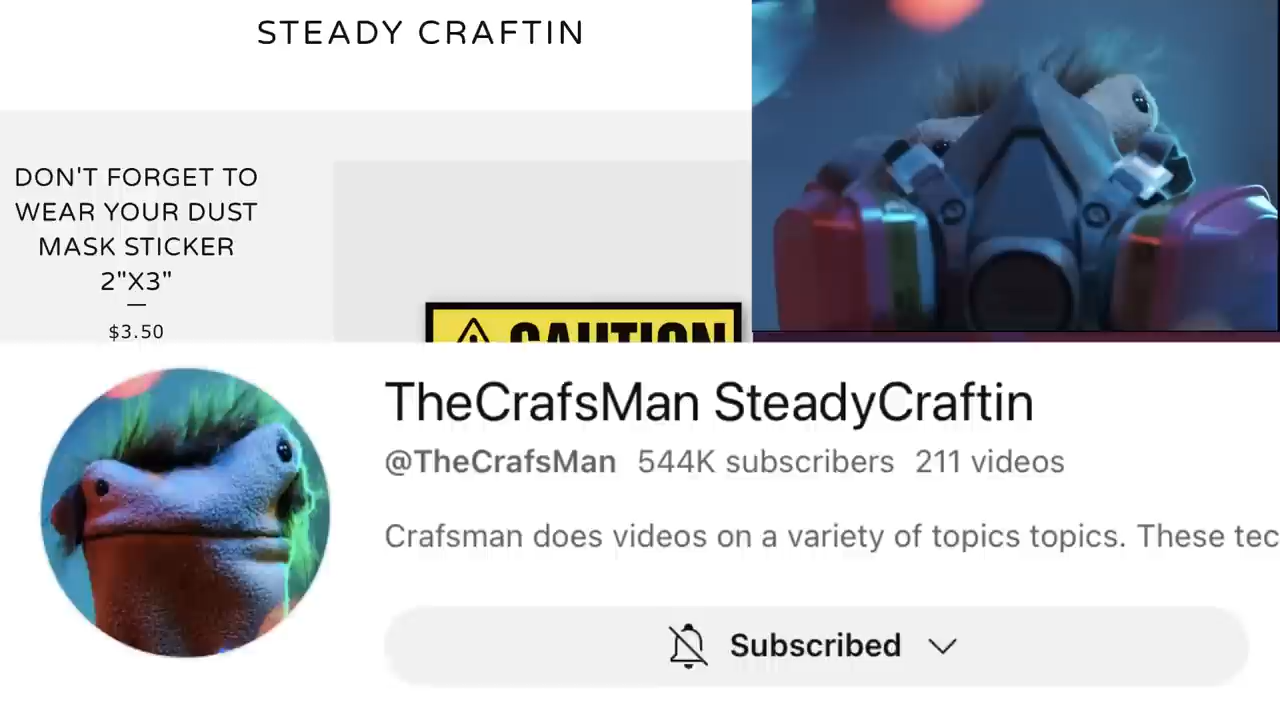 STEADY CRAFTIN
DON'T FORGET TO
WEAR YOUR DUST
MASK STICKER
2"X3"
$3.50
CAUTION
TheCrafsMan SteadyCraftin
@TheCrafsMan 544K subscribers 211 videos
Crafsman does videos on a variety of topics topics. These tec
Subscribed